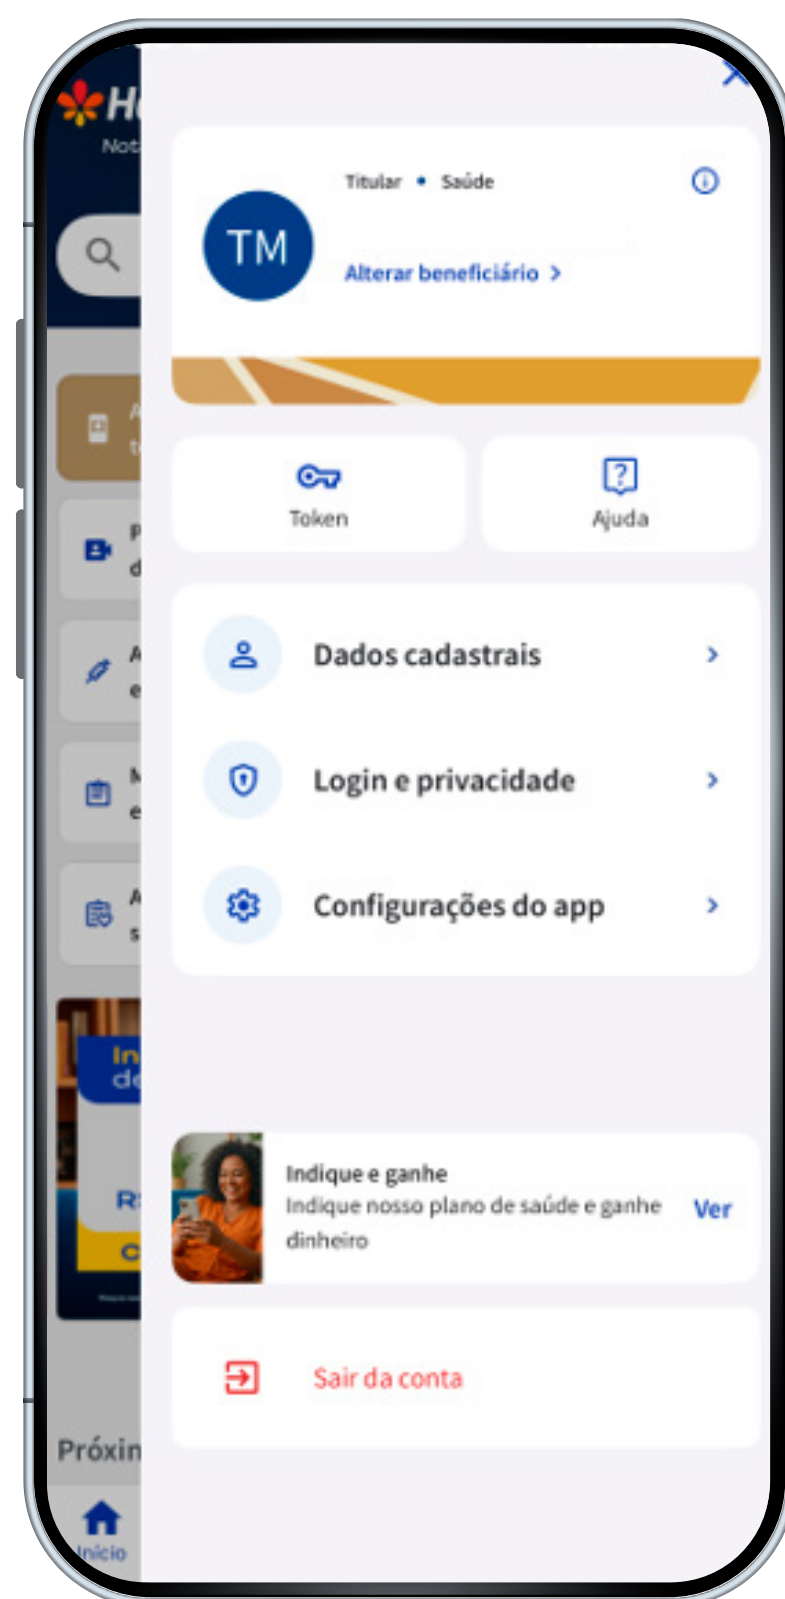 Titular • Saúde
TM
Alterar beneficiário >
Token
Ajuda
Dados cadastrais
Login e privacidade
Configurações do app
Indique e ganhe
Indique nosso plano de saúde e ganhe
dinheiro
Ver
Sair da conta
Início